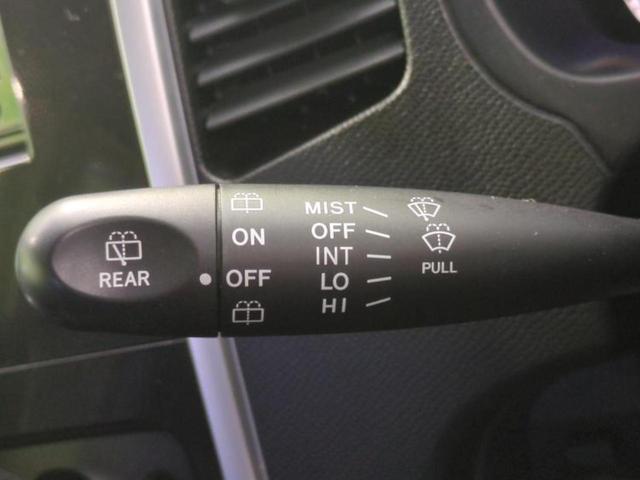 REAR
ON
OFF
MIST
OFF
INT
LO
HI
PULL